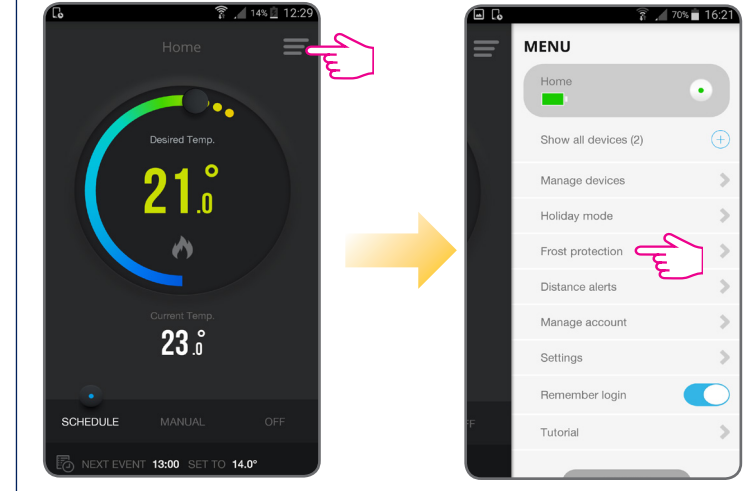 14% 12:29
Home
Desired Temp.
21.0°
Current Temp.
23.0°
SCHEDULE MANUAL OFF
NEXT EVENT 13:00 SET TO 14.0°
70% 16:21
MENU
Home
Show all devices (2)
Manage devices
Holiday mode
Frost protection
Distance alerts
Manage account
Settings
Remember login
Tutorial